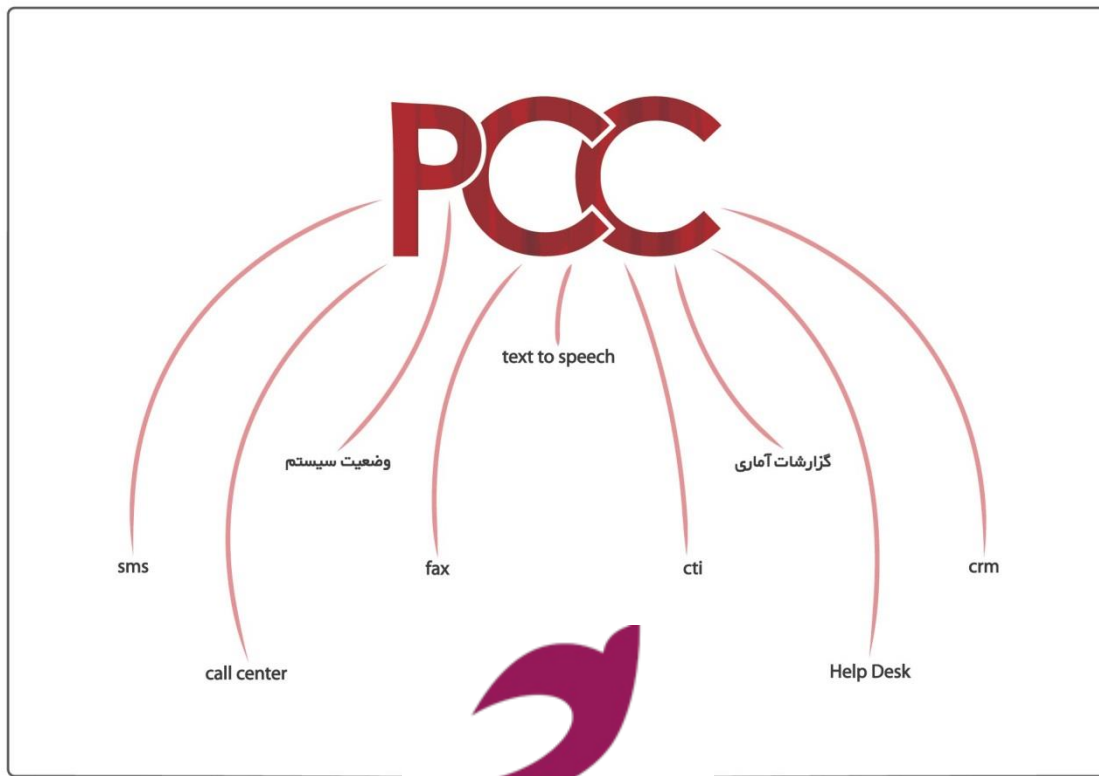 PCC
text to speech
وضعیت سیستم
گزارشات آماری
sms
fax
cti
crm
call center
Help Desk